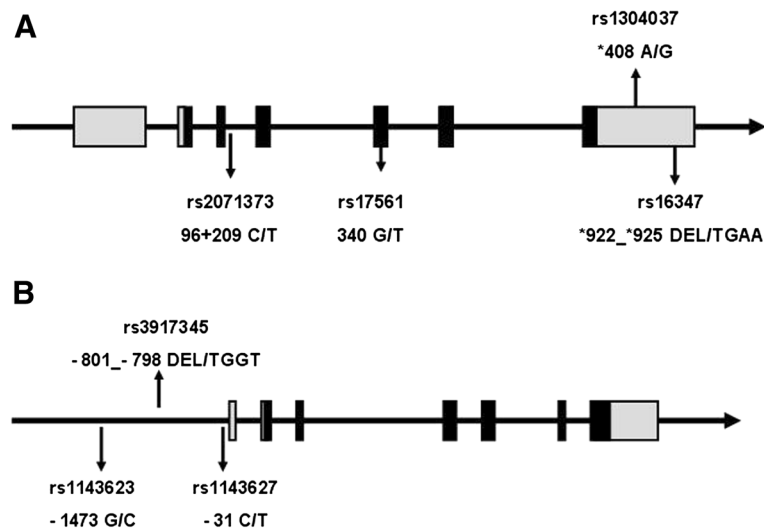 A
rs1304037
*408 A/G
rs2071373
96+209 C/T
rs17561
340 G/T
rs16347
*922_*925 DEL/TGAA
B
rs3917345
- 801_- 798 DEL/TGGT
rs1143623
- 1473 G/C
rs1143627
- 31 C/T